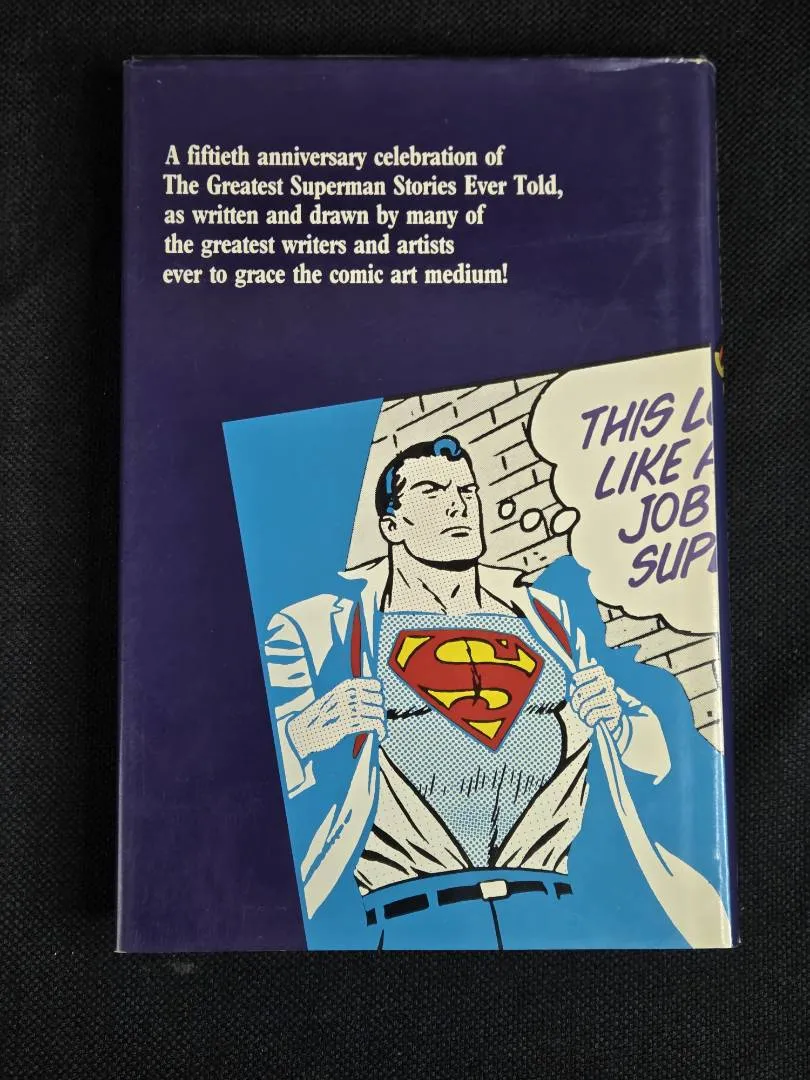 A fiftieth anniversary celebration of
The Greatest Superman Stories Ever Told,
as written and drawn by many of
the greatest writers and artists
ever to grace the comic art medium!
THIS
LIKE
JOB
S